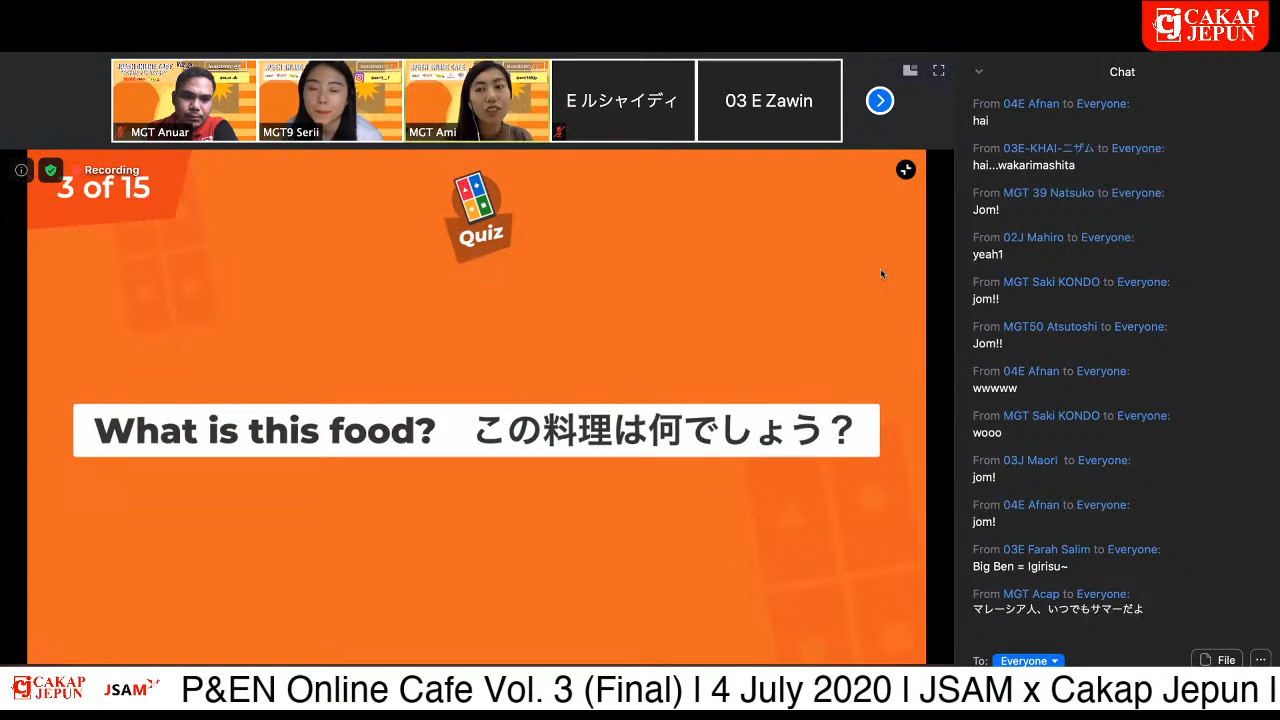 CAKAP
JEPUN
MGT Anuar
MGT9 Serii
MGT Ami
E ルシャイディ
03 E Zawin
Chat
Recording
3 of 15
Quiz
What is this food? この料理は何でしょう？
From 04E Afnan to Everyone:
hai
From 03E-KHAI-ニザム to Everyone:
hai...wakarimashita
From MGT 39 Natsuko to Everyone:
Jom!
From 02J Mahiro to Everyone:
yeah1
From MGT Saki KONDO to Everyone:
jom!!
From MGT50 Atsutoshi to Everyone:
Jom!!
From 04E Afnan to Everyone:
wwwww
From MGT Saki KONDO to Everyone:
wooo
From 03J Maori to Everyone:
jom!
From 04E Afnan to Everyone:
jom!
From 03E Farah Salim to Everyone:
Big Ben = Igirisu~
From MGT Acap to Everyone:
マレーシア人、いつでもサマーだよ
To: Everyone
File
CAKAP
JEPUN
JSAM
P&EN Online Cafe Vol. 3 (Final) l 4 July 2020 l JSAM x Cakap Jepun l